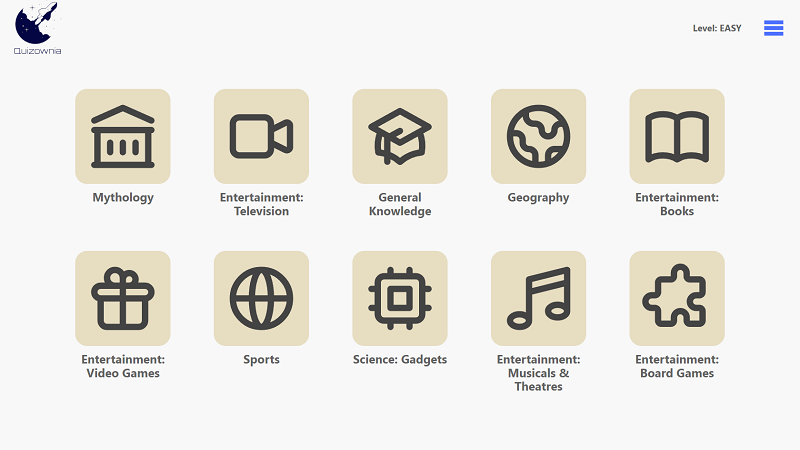 Quizownia
Level: EASY
Mythology
Entertainment:
Television
General
Knowledge
Geography
Entertainment:
Books
Entertainment:
Video Games
Sports
Science: Gadgets
Entertainment:
Musicals &
Theatres
Entertainment:
Board Games